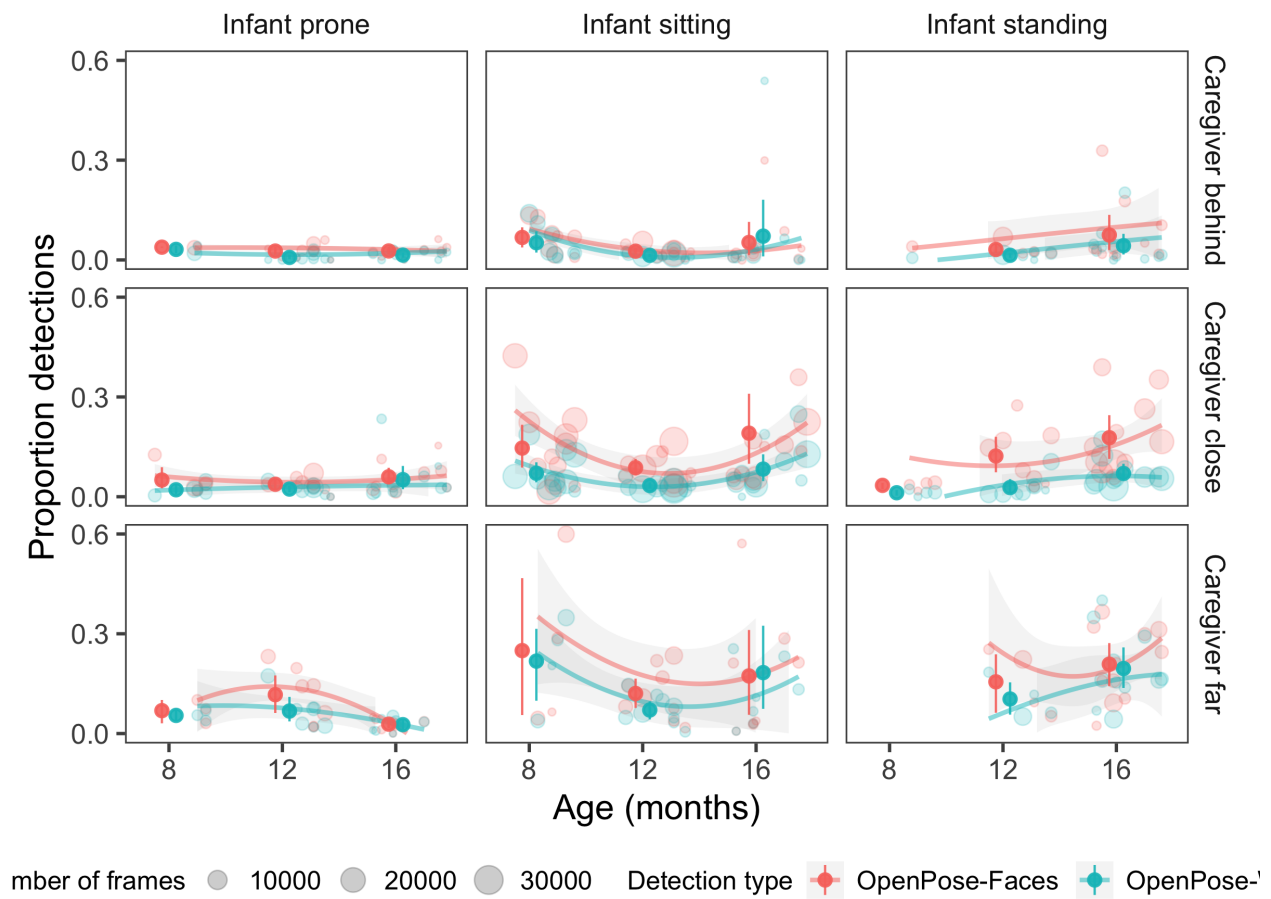 Infant prone
Infant sitting
Infant standing
0.6
0.3
0.0
Caregiver behind
0.6
0.3
0.0
Caregiver close
0.6
0.3
0.0
Caregiver far
Proportion detections
8 12 16
8 12 16
8 12 16
Age (months)
mber of frames 10000 20000 30000 Detection type OpenPose-Faces OpenPose-